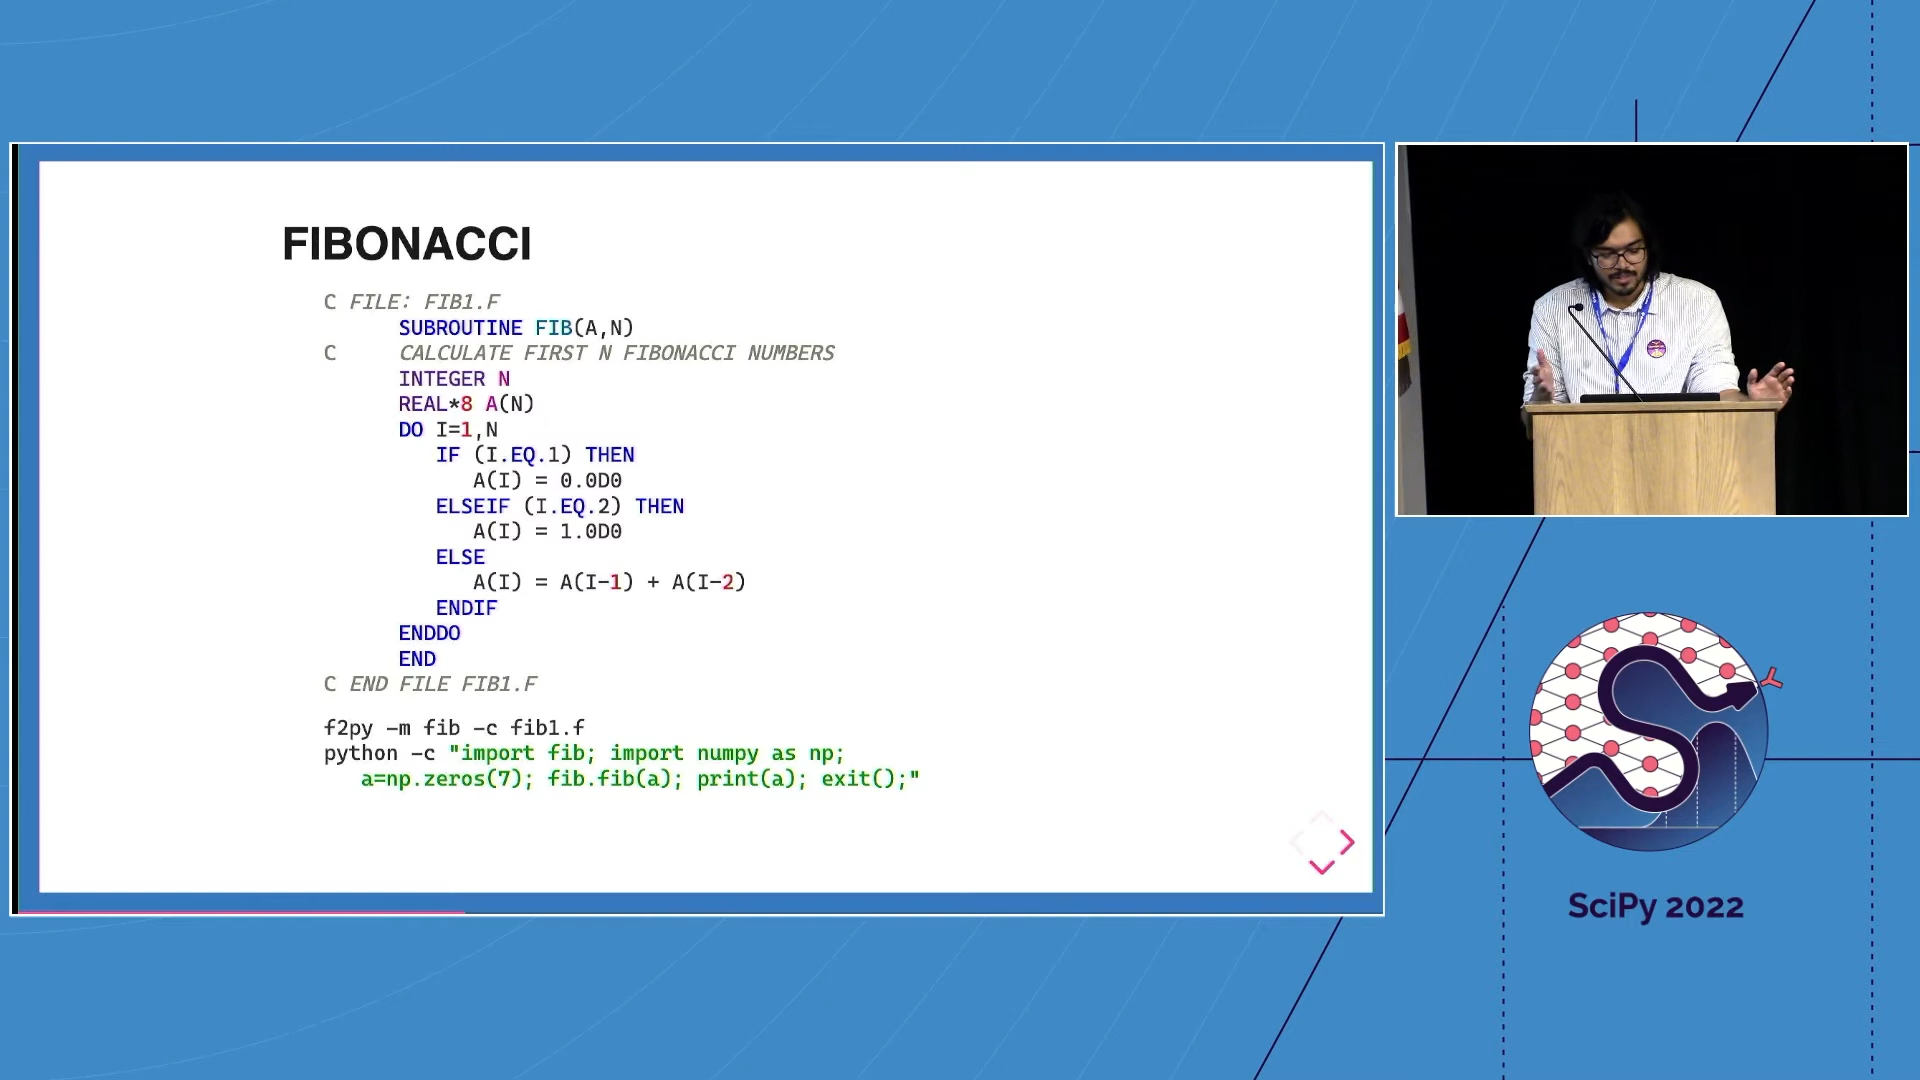 FIBONACCI
C FILE: FIB1.F
      SUBROUTINE FIB(A,N)
C     CALCULATE FIRST N FIBONACCI NUMBERS
      INTEGER N
      REAL*8 A(N)
      DO I=1,N
         IF (I.EQ.1) THEN
            A(I) = 0.0D0
         ELSEIF (I.EQ.2) THEN
            A(I) = 1.0D0
         ELSE
            A(I) = A(I-1) + A(I-2)
         ENDIF
      ENDDO
      END
C END FILE FIB1.F
f2py -m fib -c fib1.f
python -c "import fib; import numpy as np;
   a=np.zeros(7); fib.fib(a); print(a); exit();"
SciPy 2022